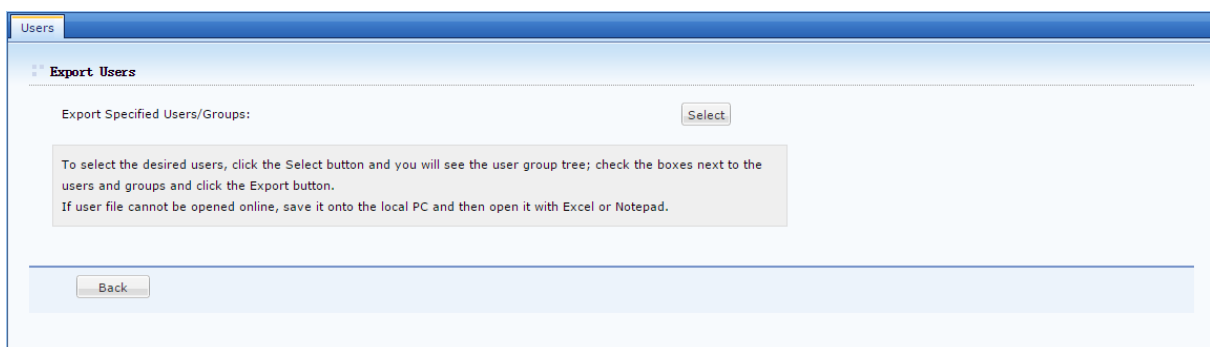 Users
Export Users
Export Specified Users/Groups:
Select
To select the desired users, click the Select button and you will see the user group tree; check the boxes next to the
users and groups and click the Export button.
If user file cannot be opened online, save it onto the local PC and then open it with Excel or Notepad.
Back